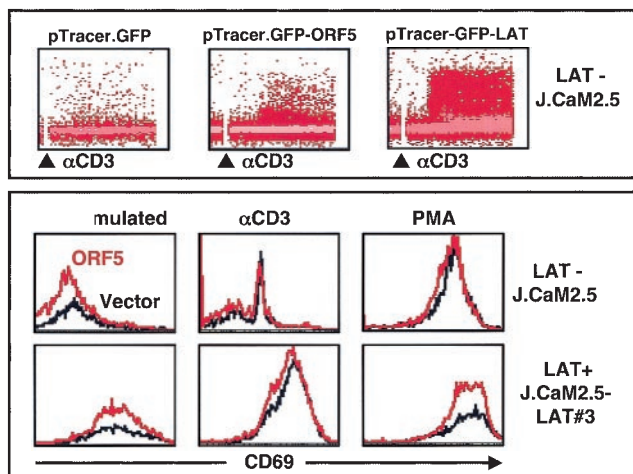 pTracer.GFP pTracer.GFP-ORF5 pTracer-GFP-LAT
LAT -
J.CaM2.5
▲ αCD3 ▲ αCD3 ▲ αCD3
mulated αCD3 PMA
ORF5
Vector
LAT -
J.CaM2.5
LAT+
J.CaM2.5-
LAT#3
CD69